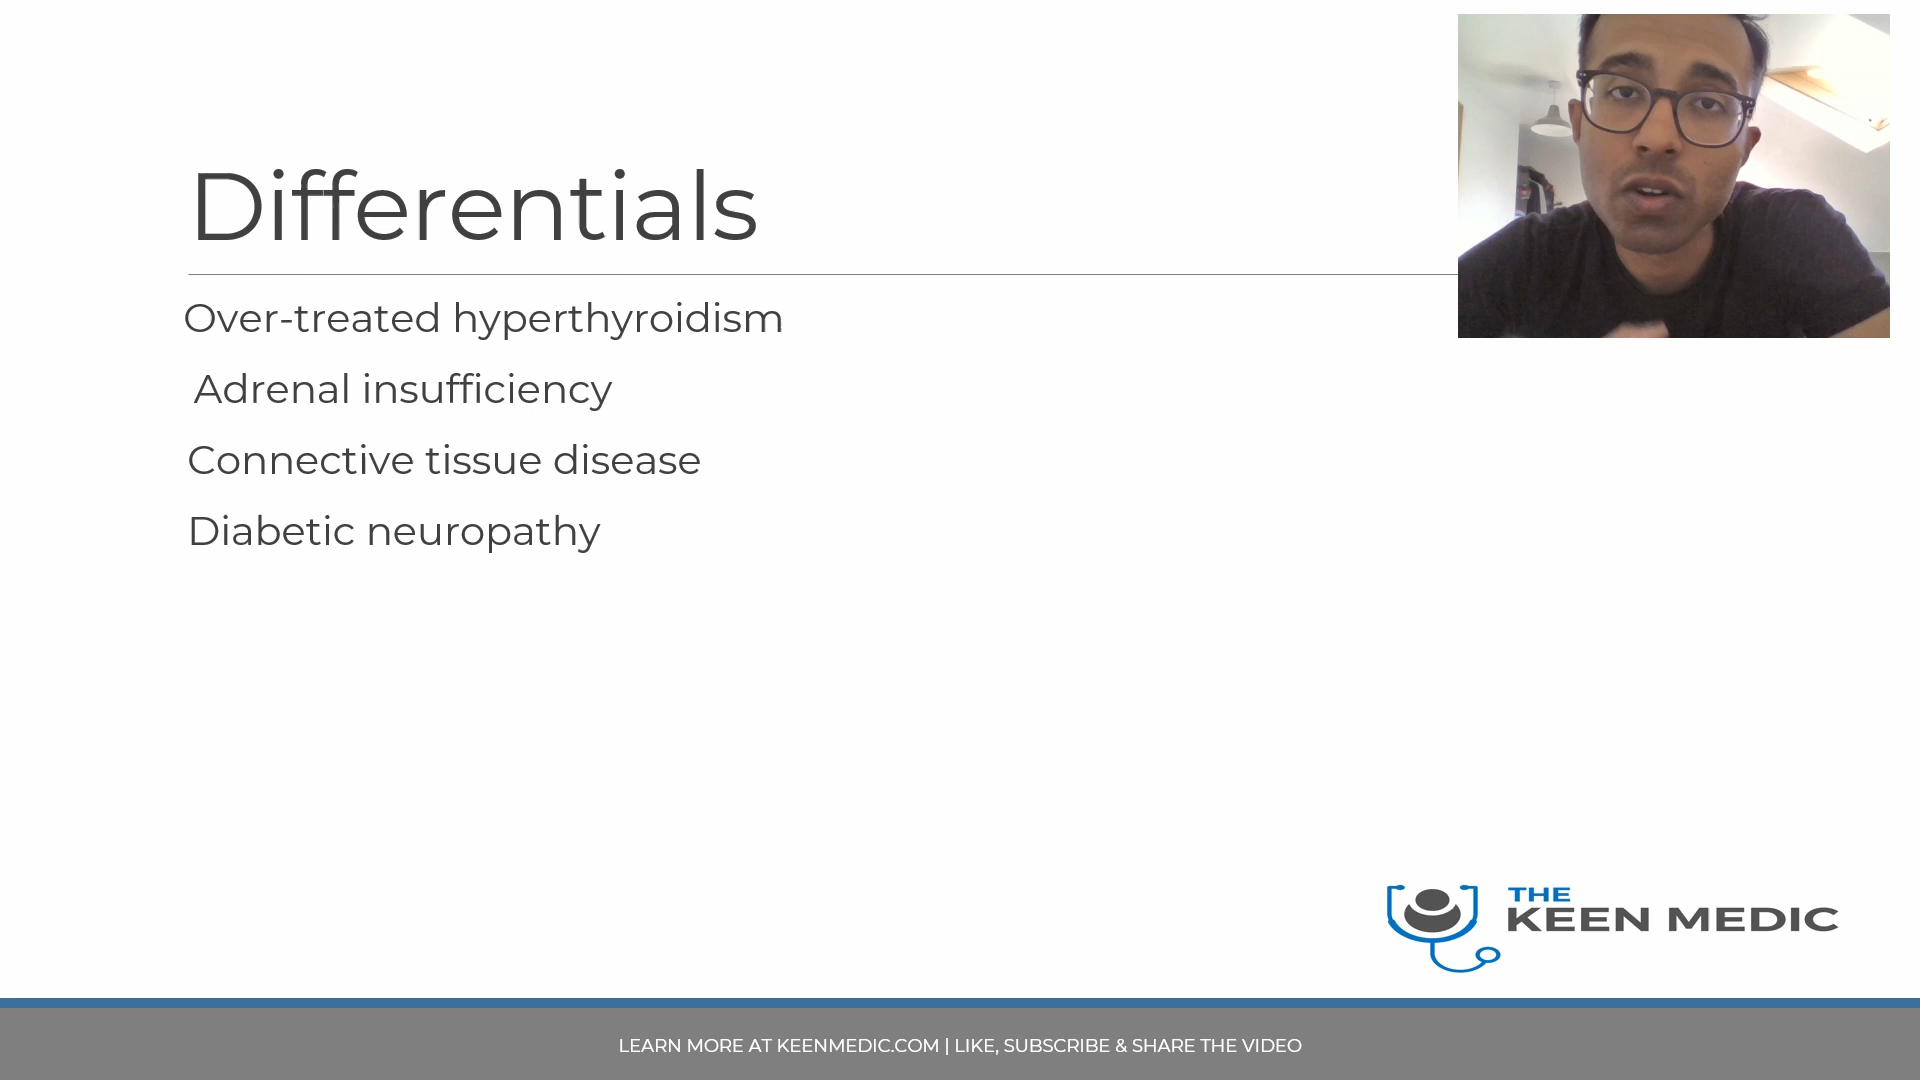 Differentials
Over-treated hyperthyroidism
Adrenal insufficiency
Connective tissue disease
Diabetic neuropathy
THE
KEEN MEDIC
LEARN MORE AT KEENMEDIC.COM | LIKE, SUBSCRIBE & SHARE THE VIDEO